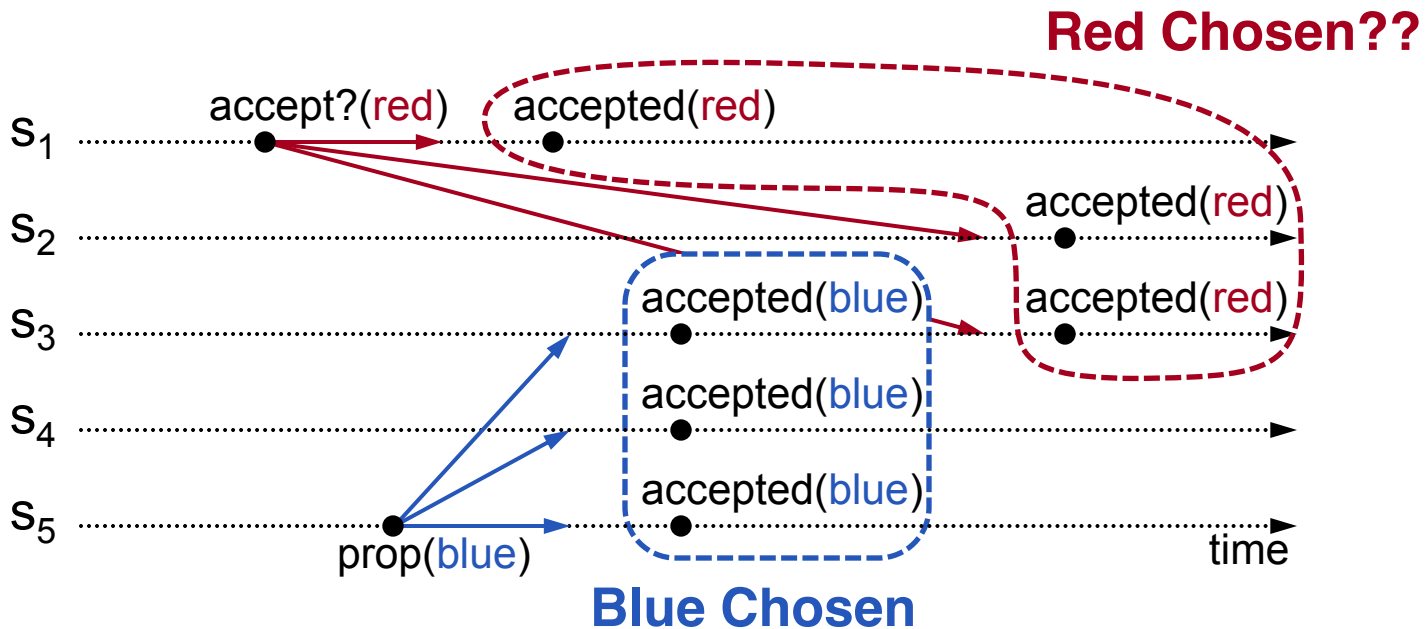 Red Chosen??
accept?(red)
accepted(red)
S1
accepted(red)
S2
accepted(blue)
accepted(red)
S3
accepted(blue)
S4
accepted(blue)
S5
prop(blue)
time
Blue Chosen